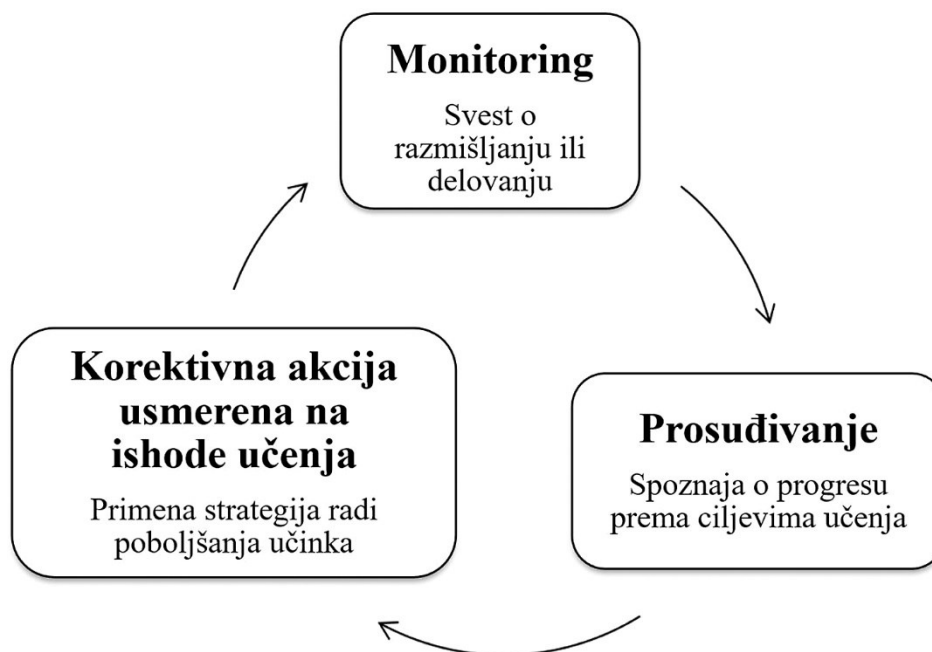 Monitoring
Svest o
razmišljanju ili
delovanju
Korektivna akcija
usmerena na
ishode učenja
Primena strategija radi
poboljšanja učinka
Prosuđivanje
Spoznaja o progresu
prema ciljevima učenja